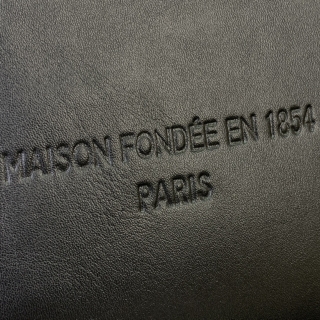 MAISON FONDÉE EN 1854
PARIS